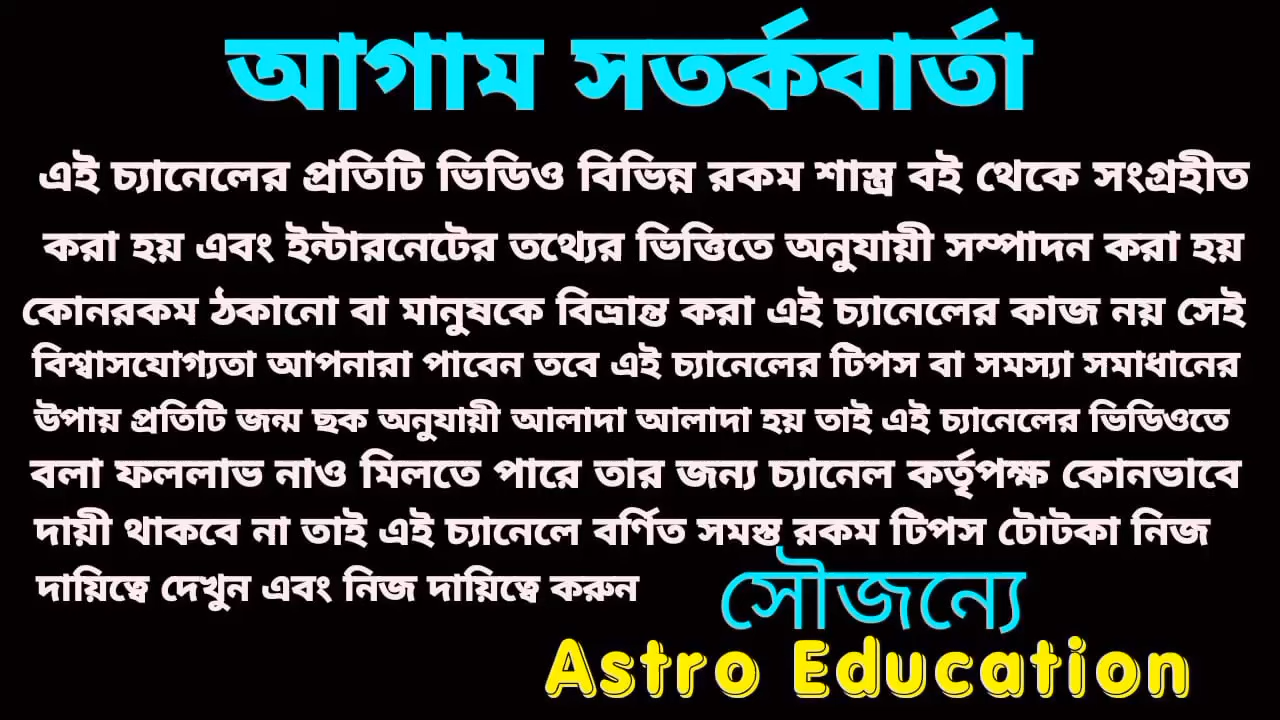 আগাম সতর্কবার্তা
এই চ্যানেলের প্রতিটি ভিডিও বিভিন্ন রকম শাস্ত্র বই থেকে সংগ্রহীত
করা হয় এবং ইন্টারনেটের তথ্যের ভিত্তিতে অনুযায়ী সম্পাদন করা হয়
কোনরকম ঠকানো বা মানুষকে বিভ্রান্ত করা এই চ্যানেলের কাজ নয় সেই
বিশ্বাসযোগ্যতা আপনারা পাবেন তবে এই চ্যানেলের টিপস বা সমস্যা সমাধানের
উপায় প্রতিটি জন্ম ছক অনুযায়ী আলাদা আলাদা হয় তাই এই চ্যানেলের ভিডিওতে
বলা ফললাভ নাও মিলতে পারে তার জন্য চ্যানেল কর্তৃপক্ষ কোনভাবে
দায়ী থাকবে না তাই এই চ্যানেলে বর্ণিত সমস্ত রকম টিপস টোটকা নিজ
দায়িত্বে দেখুন এবং নিজ দায়িত্বে করুন
সৌজন্যে
Astro Education